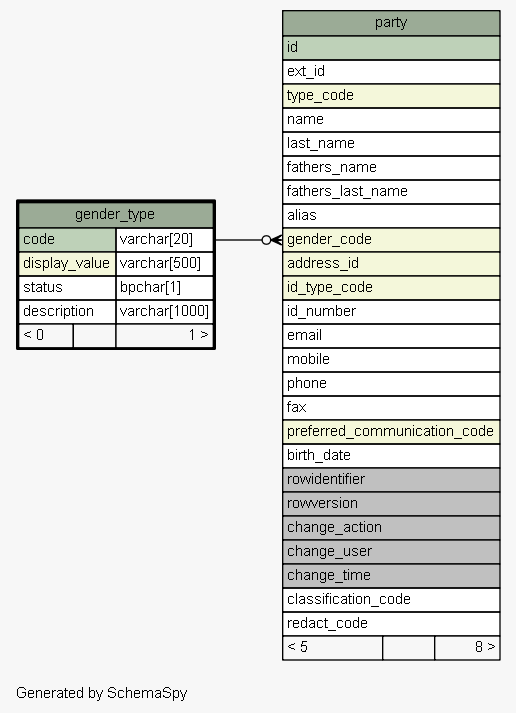 gender_type
code varchar[20]
display_value varchar[500]
status bpchar[1]
description varchar[1000]
< 0 1 >
party
id
ext_id
type_code
name
last_name
fathers_name
fathers_last_name
alias
gender_code
address_id
id_type_code
id_number
email
mobile
phone
fax
preferred_communication_code
birth_date
rowidentifier
rowversion
change_action
change_user
change_time
classification_code
redact_code
< 5 8 >
Generated by SchemaSpy